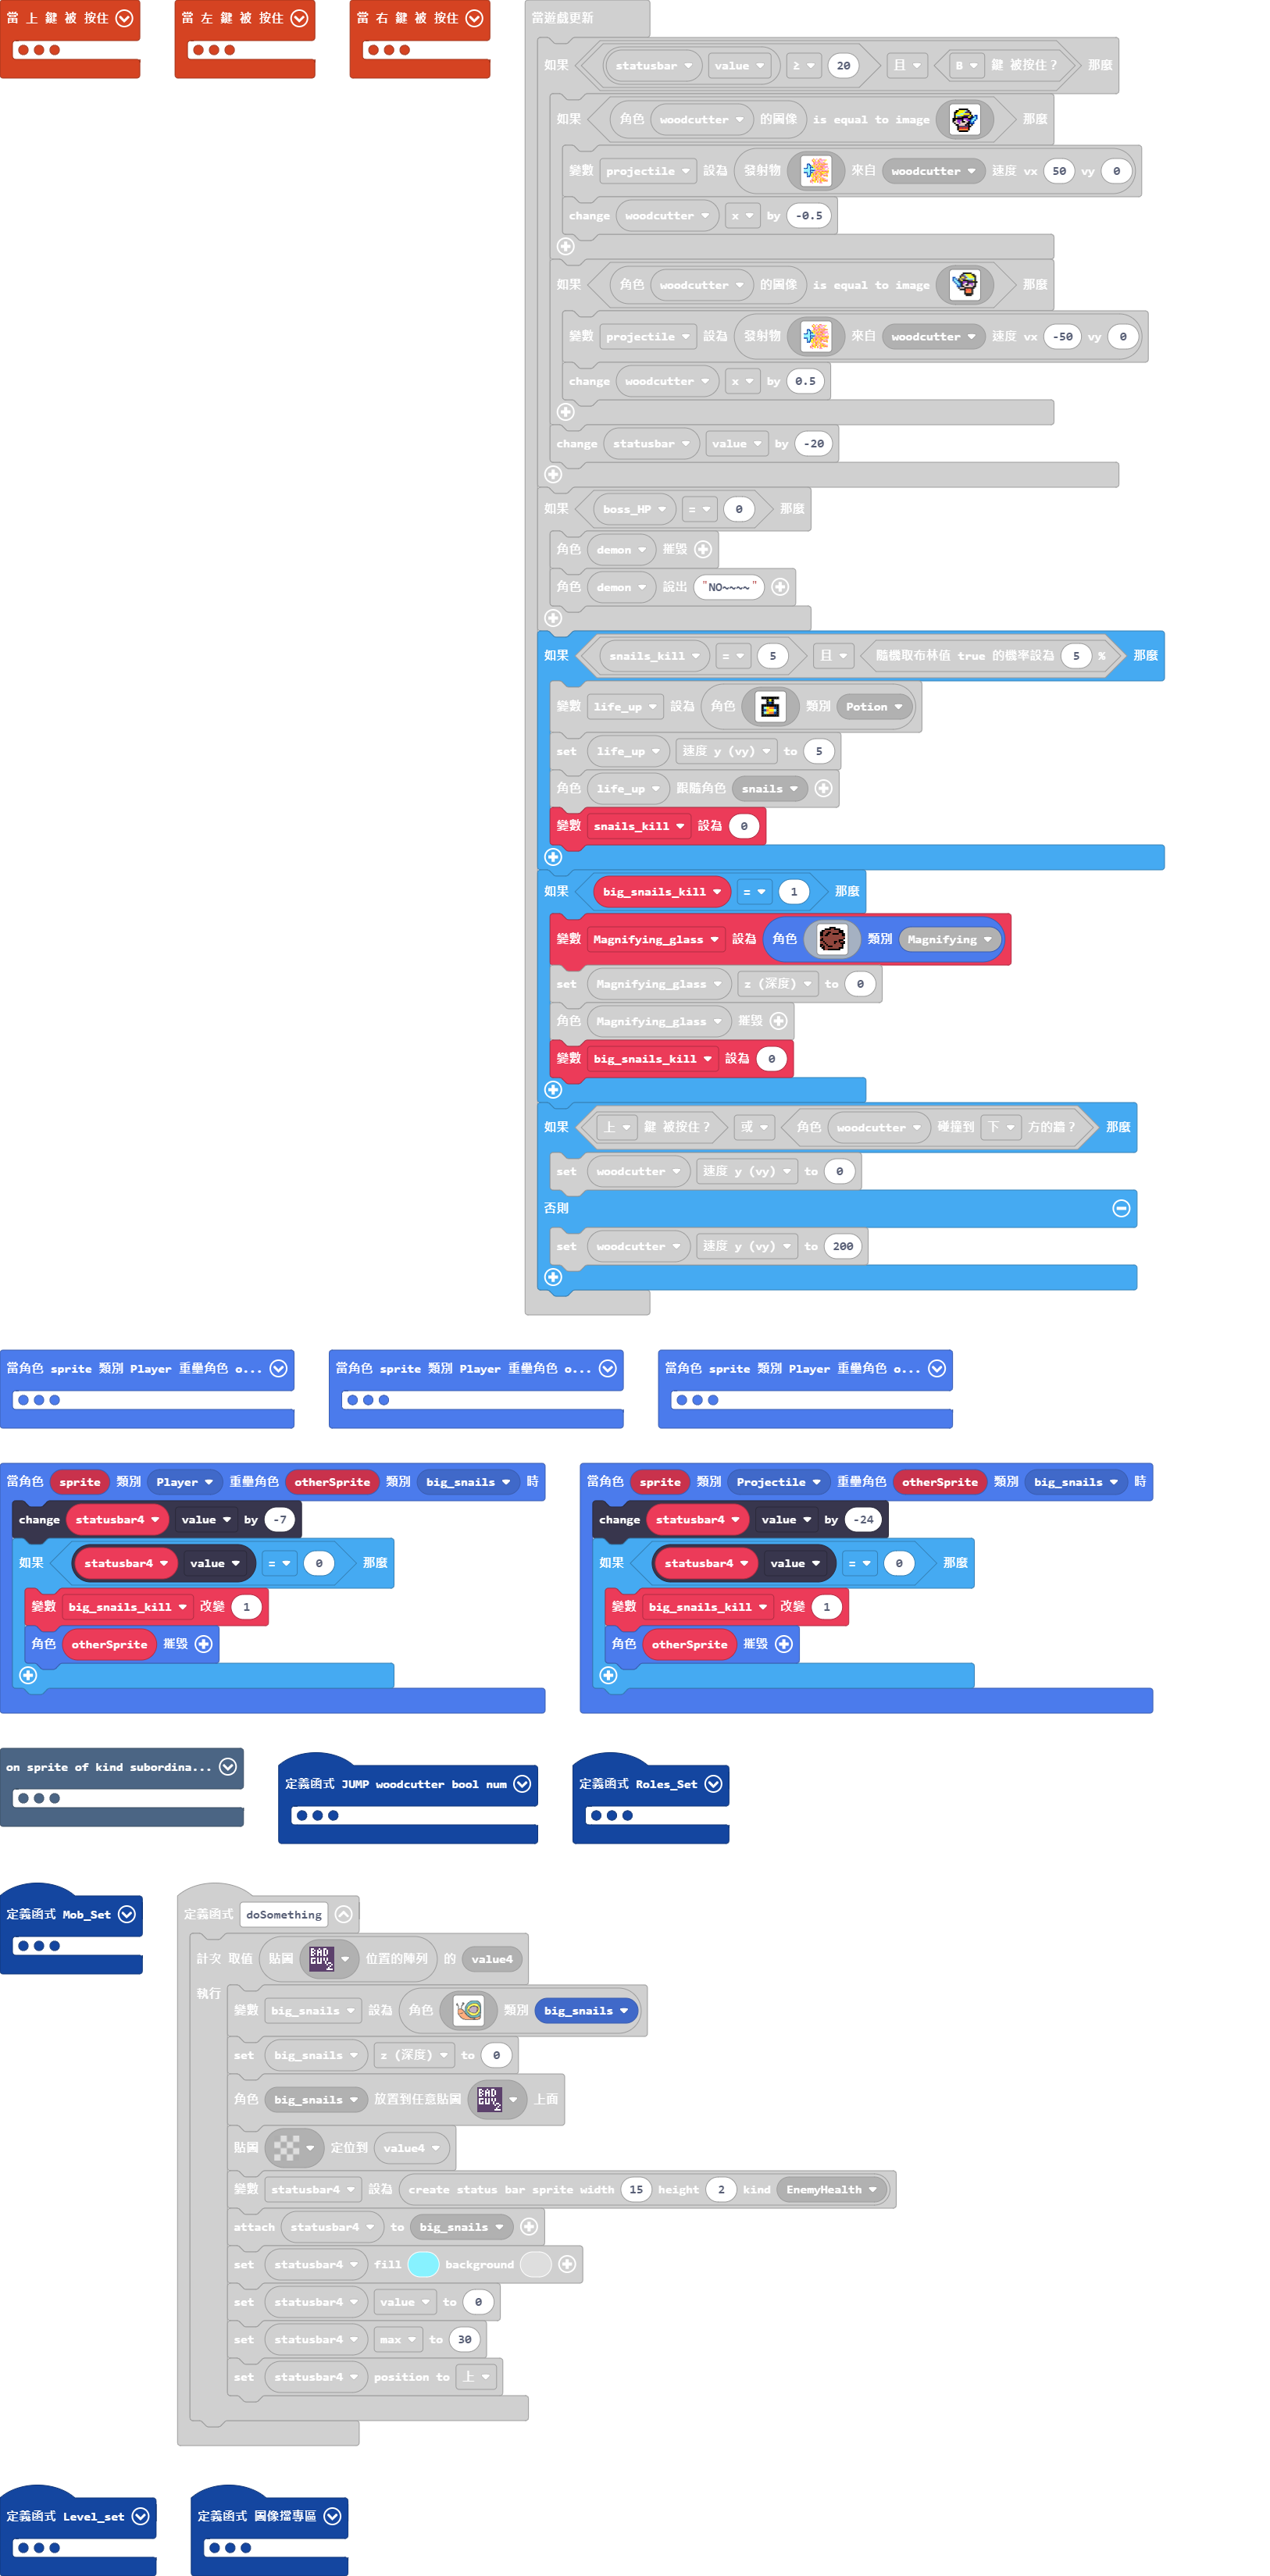 當 上 鍵 被 按住
當 左 鍵 被 按住
當 右 鍵 被 按住
當遊戲更新
如果 statusbar value ≥ 20 且 B 鍵 被按住？ 那麼
如果 角色 woodcutter 的圖像 is equal to image 那麼
變數 projectile 設為 發射物 來自 woodcutter 速度 vx 50 vy 0
change woodcutter x by -0.5
如果 角色 woodcutter 的圖像 is equal to image 那麼
變數 projectile 設為 發射物 來自 woodcutter 速度 vx -50 vy 0
change woodcutter x by 0.5
change statusbar value by -20
如果 boss_HP = 0 那麼
角色 demon 摧毀
角色 demon 說出 "NO~~~~"
如果 snails_kill = 5 且 隨機取布林值 true 的機率設為 5 % 那麼
變數 life_up 設為 角色 類別 Potion
set life_up 速度 y (vy) to 5
角色 life_up 跟隨角色 snails
變數 snails_kill 設為 0
如果 big_snails_kill = 1 那麼
變數 Magnifying_glass 設為 角色 類別 Magnifying
set Magnifying_glass z (深度) to 0
角色 Magnifying_glass 摧毀
變數 big_snails_kill 設為 0
如果 上 鍵 被按住？ 或 角色 woodcutter 碰撞到 下 方的牆？ 那麼
set woodcutter 速度 y (vy) to 0
否則
set woodcutter 速度 y (vy) to 200
當角色 sprite 類別 Player 重疊角色 o...
當角色 sprite 類別 Player 重疊角色 o...
當角色 sprite 類別 Player 重疊角色 o...
當角色 sprite 類別 Player 重疊角色 otherSprite 類別 big_snails 時
change statusbar4 value by -7
如果 statusbar4 value = 0 那麼
變數 big_snails_kill 改變 1
角色 otherSprite 摧毀
當角色 sprite 類別 Projectile 重疊角色 otherSprite 類別 big_snails 時
change statusbar4 value by -24
如果 statusbar4 value = 0 那麼
變數 big_snails_kill 改變 1
角色 otherSprite 摧毀
on sprite of kind subordina...
定義函式 JUMP woodcutter bool num
定義函式 Roles_Set
定義函式 Mob_Set
定義函式 doSomething
計次 取值 貼圖 BAD GUY 2 位置的陣列 的 value4
執行
變數 big_snails 設為 角色 類別 big_snails
set big_snails z (深度) to 0
角色 big_snails 放置到任意貼圖 BAD GUY 2 上面
貼圖 定位到 value4
變數 statusbar4 設為 create status bar sprite width 15 height 2 kind EnemyHealth
attach statusbar4 to big_snails
set statusbar4 fill background
set statusbar4 value to 0
set statusbar4 max to 30
set statusbar4 position to 上
定義函式 Level_set
定義函式 圖像擋專區